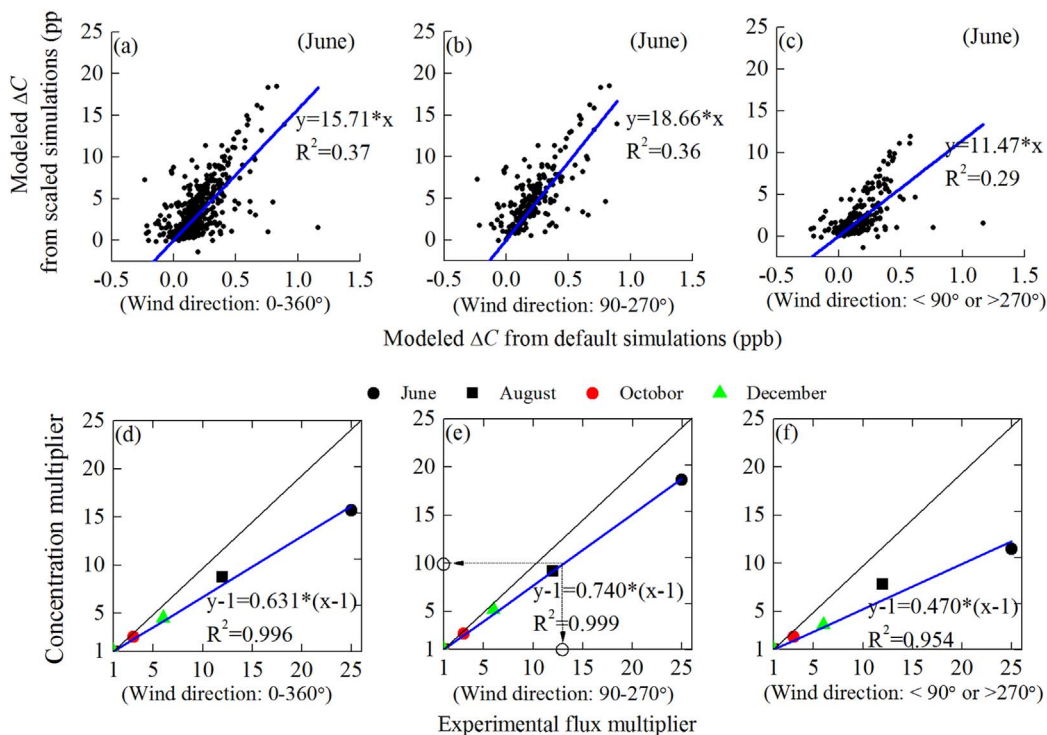 Modeled ΔC
from scaled simulations (pp
25
20
15
10
5
0
(a)
(June)
y=15.71*x
R²=0.37
-0.5 0.0 0.5 1.0 1.5
(Wind direction: 0-360°)
25
20
15
10
5
0
(b)
(June)
y=18.66*x
R²=0.36
-0.5 0.0 0.5 1.0 1.5
(Wind direction: 90-270°)
25
20
15
10
5
0
(c)
(June)
y=11.47*x
R²=0.29
-0.5 0.0 0.5 1.0 1.5
(Wind direction: < 90° or >270°)
Modeled ΔC from default simulations (ppb)
June August Octobor December
Concentration multiplier
25
20
15
10
5
1
(d)
y-1=0.631*(x-1)
R²=0.996
1 5 10 15 20 25
(Wind direction: 0-360°)
25
20
15
10
5
1
(e)
y-1=0.740*(x-1)
R²=0.999
1 5 10 15 20 25
(Wind direction: 90-270°)
25
20
15
10
5
1
(f)
y-1=0.470*(x-1)
R²=0.954
1 5 10 15 20 25
(Wind direction: < 90° or >270°)
Experimental flux multiplier